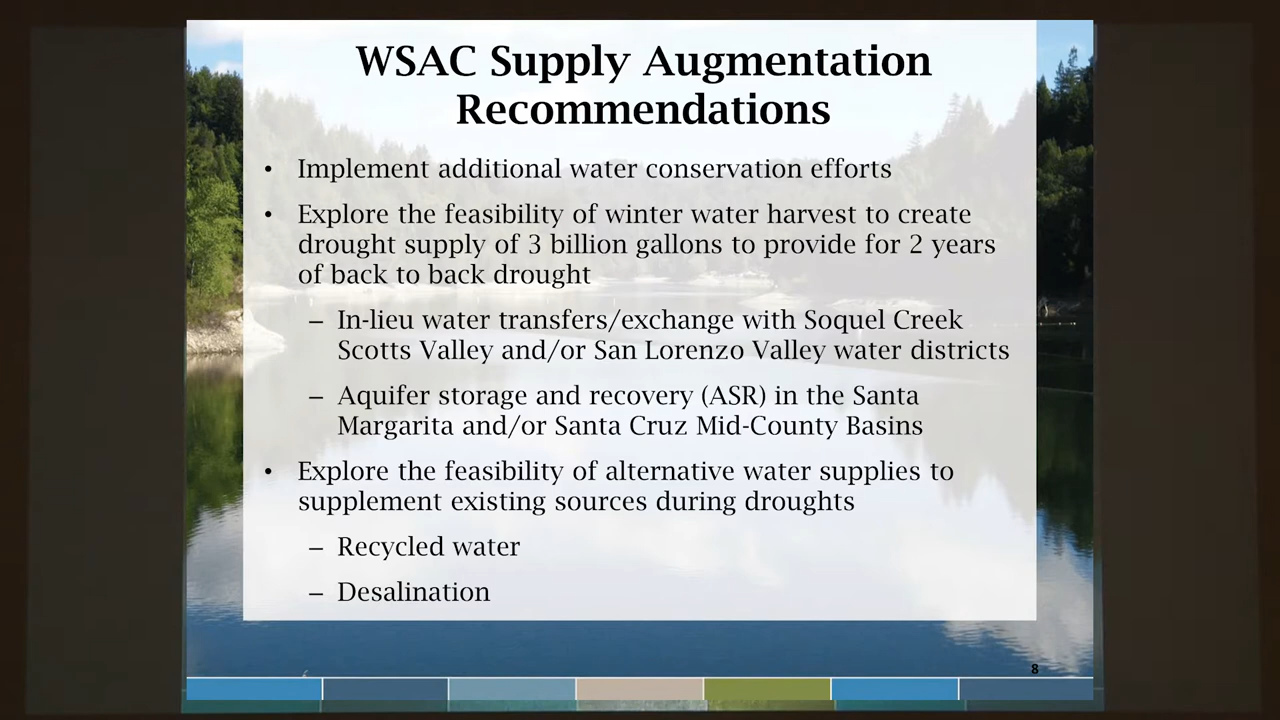 WSAC Supply Augmentation
Recommendations
• Implement additional water conservation efforts
• Explore the feasibility of winter water harvest to create
drought supply of 3 billion gallons to provide for 2 years
of back to back drought
– In-lieu water transfers/exchange with Soquel Creek
Scotts Valley and/or San Lorenzo Valley water districts
– Aquifer storage and recovery (ASR) in the Santa
Margarita and/or Santa Cruz Mid-County Basins
• Explore the feasibility of alternative water supplies to
supplement existing sources during droughts
– Recycled water
– Desalination
8